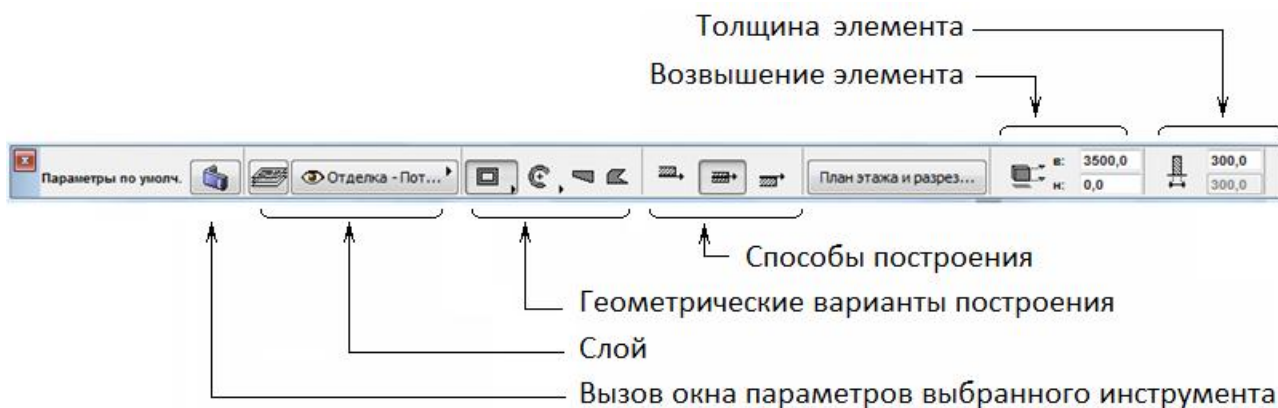 Толщина элемента
Возвышение элемента
Параметры по умолч.
Отделка - Пот...
План этажа и разрез...
в: 3500,0
н: 0,0
300,0
300,0
Способы построения
Геометрические варианты построения
Слой
Вызов окна параметров выбранного инструмента